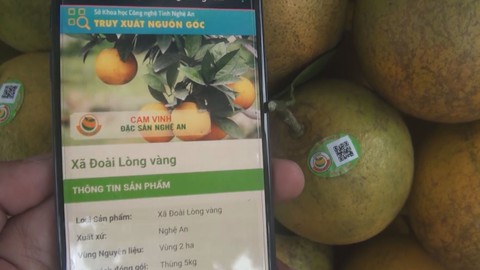 Sở Khoa học Công nghệ Tỉnh Nghệ An
TRUY XUẤT NGUỒN GỐC
CAM VINH
ĐẶC SẢN NGHỆ AN
Xã Đoài Lòng vàng
THÔNG TIN SẢN PHẨM
Loại Sản phẩm: Xã Đoài Lòng vàng
Xuất xứ: Nghệ An
Vùng Nguyên liệu: Vùng 2 ha
đóng gói: Thùng 5kg